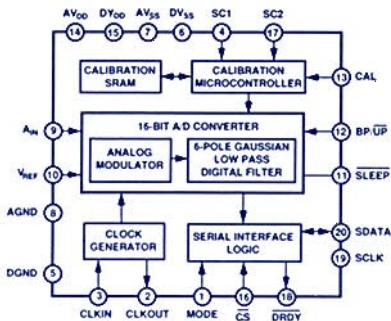 AVDD DYDD AVSS DVSS SC1 SC2
14 15 7 6 4 17
CALIBRATION
SRAM
CALIBRATION
MICROCONTROLLER
13 CAL
16-BIT A/D CONVERTER
AIN 9
12 BP/UP
ANALOG
MODULATOR
6-POLE GAUSSIAN
LOW PASS
DIGITAL FILTER
VREF 10
11 SLEEP
AGND
8
CLOCK
GENERATOR
SERIAL INTERFACE
LOGIC
20 SDATA
19 SCLK
DGND
5
3 2 1 16 18
CLKIN CLKOUT MODE CS DRDY